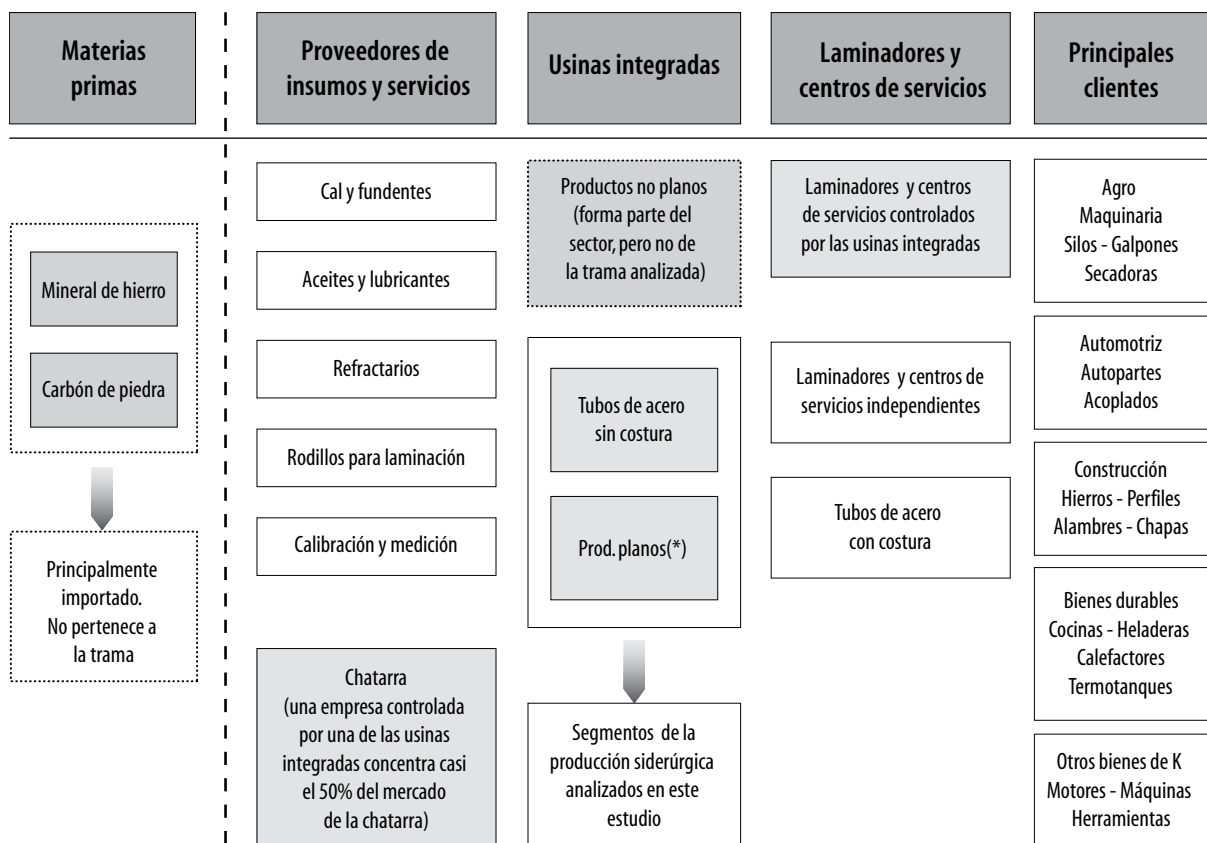 Materias
primas
Proveedores de
insumos y servicios
Usinas integradas
Laminadores y
centros de servicios
Principales
clientes
Mineral de hierro
Carbón de piedra
Principalmente
importado.
No pertenece a
la trama
Cal y fundentes
Aceites y lubricantes
Refractarios
Rodillos para laminación
Calibración y medición
Chatarra
(una empresa controlada
por una de las usinas
integradas concentra casi
el 50% del mercado
de la chatarra)
Productos no planos
(forma parte del
sector, pero no de
la trama analizada)
Tubos de acero
sin costura
Prod. planos(*)
Segmentos de la
producción siderúrgica
analizados en este
estudio
Laminadores y centros
de servicios controlados
por las usinas integradas
Laminadores y centros de
servicios independientes
Tubos de acero
con costura
Agro
Maquinaria
Silos - Galpones
Secadoras
Automotriz
Autopartes
Acoplados
Construcción
Hierros - Perfiles
Alambres - Chapas
Bienes durables
Cocinas - Heladeras
Calefactores
Termotanques
Otros bienes de K
Motores - Máquinas
Herramientas